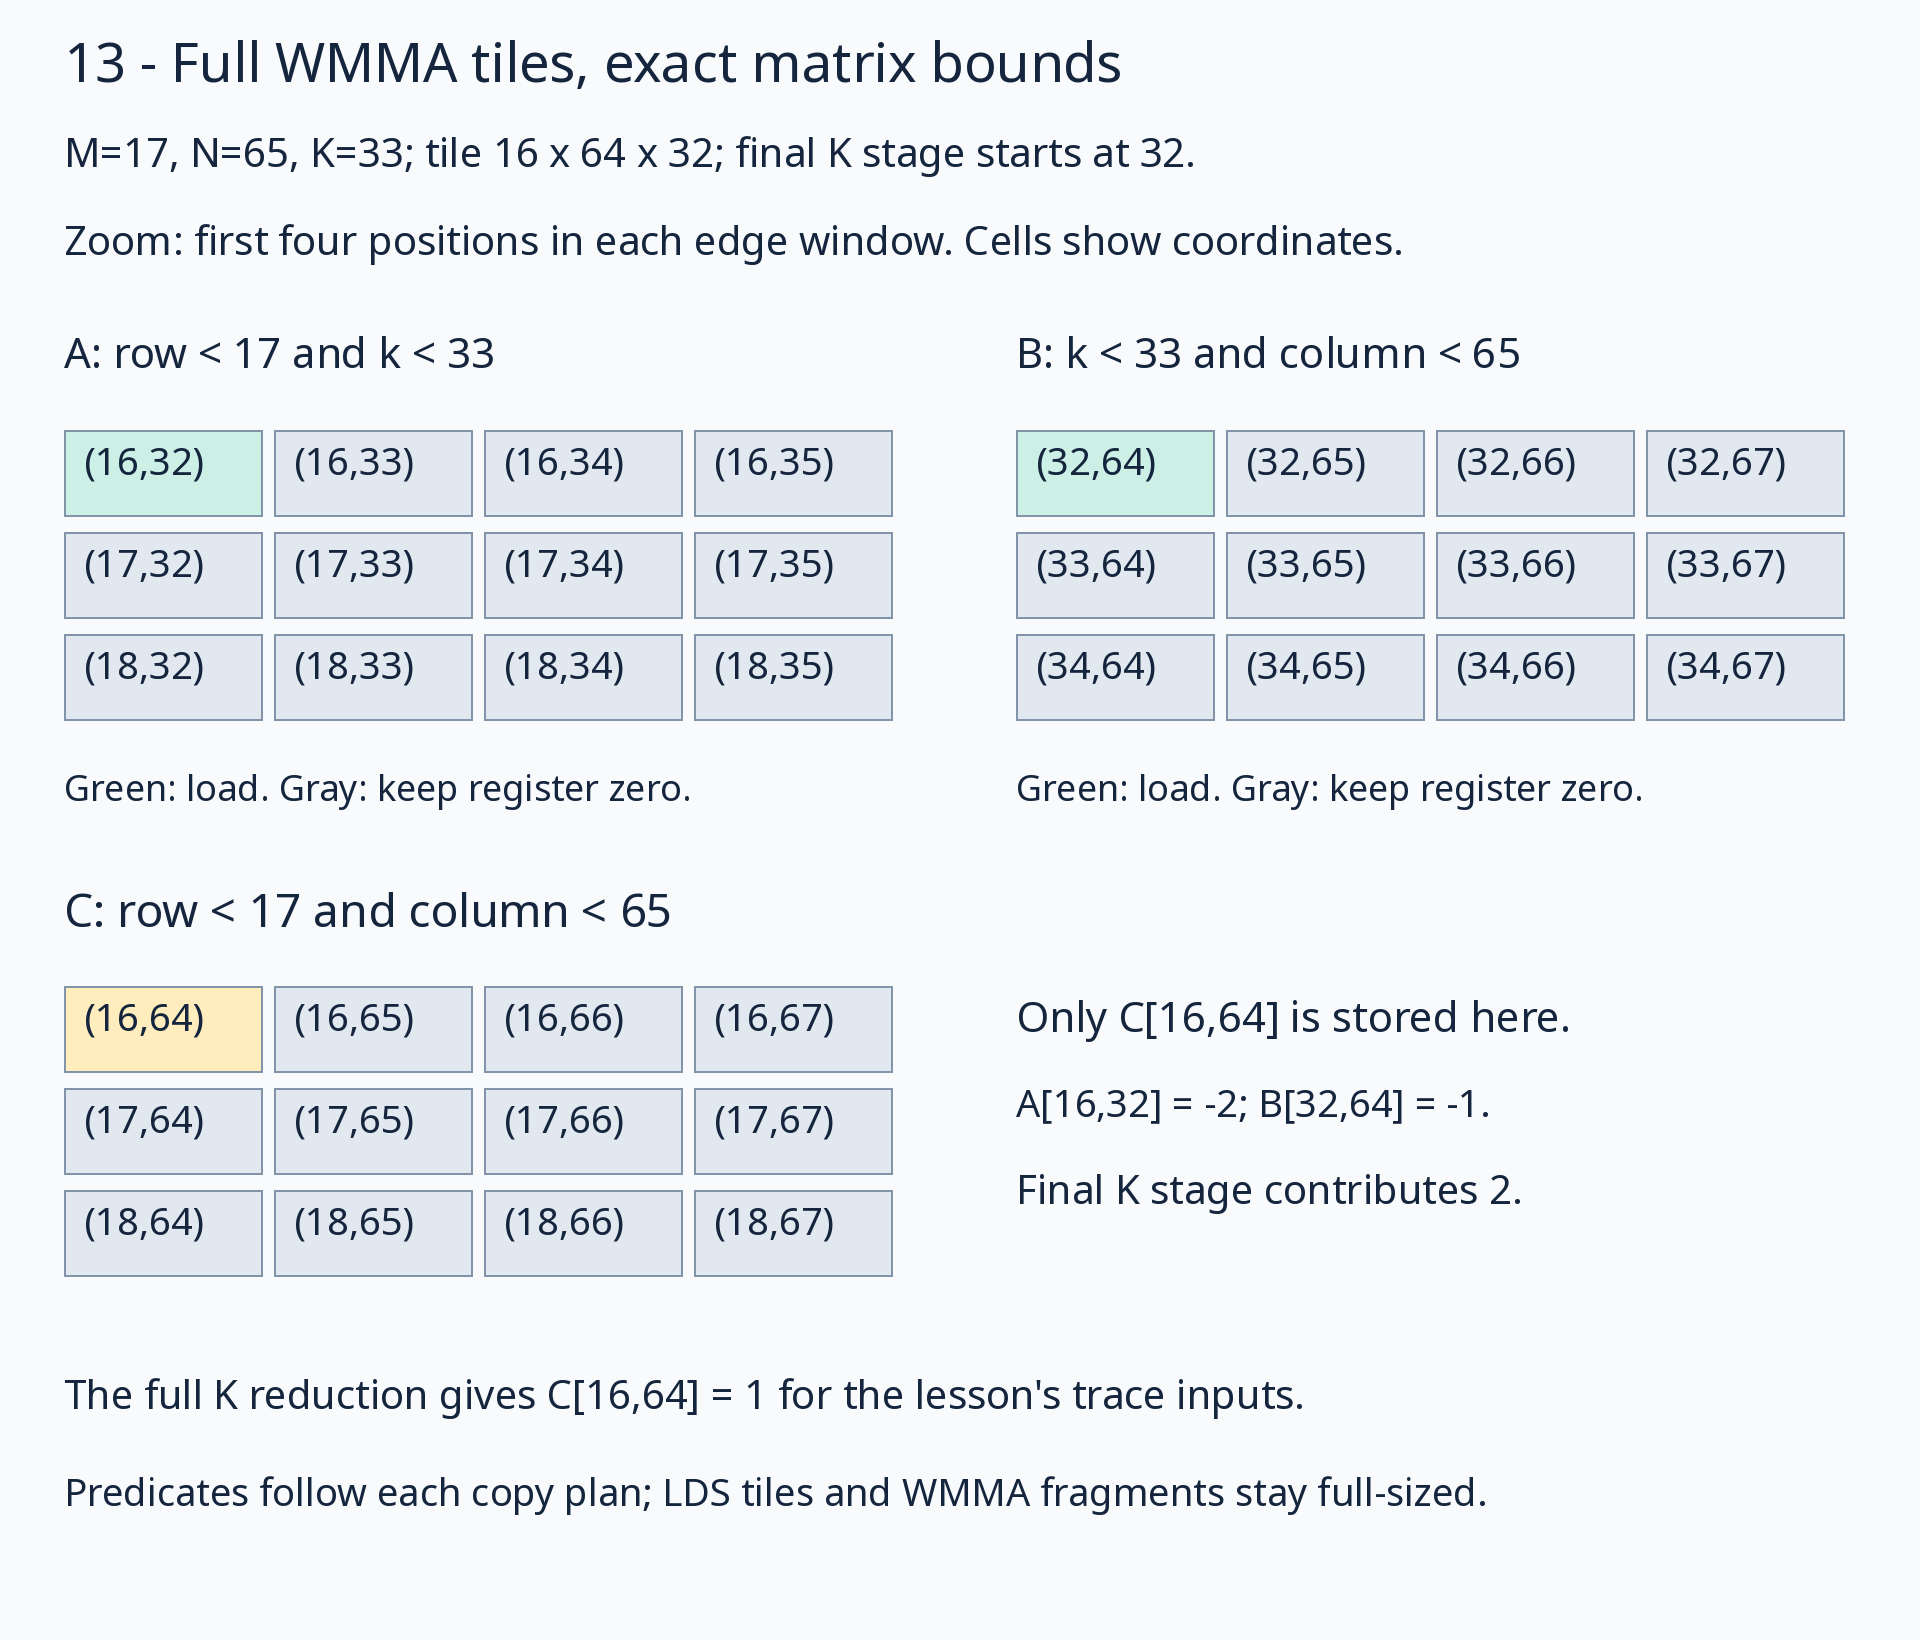 13 - Full WMMA tiles, exact matrix bounds
M=17, N=65, K=33; tile 16 x 64 x 32; final K stage starts at 32.
Zoom: first four positions in each edge window. Cells show coordinates.
A: row < 17 and k < 33
(16,32) (16,33) (16,34) (16,35)
(17,32) (17,33) (17,34) (17,35)
(18,32) (18,33) (18,34) (18,35)
Green: load. Gray: keep register zero.
B: k < 33 and column < 65
(32,64) (32,65) (32,66) (32,67)
(33,64) (33,65) (33,66) (33,67)
(34,64) (34,65) (34,66) (34,67)
Green: load. Gray: keep register zero.
C: row < 17 and column < 65
(16,64) (16,65) (16,66) (16,67)
(17,64) (17,65) (17,66) (17,67)
(18,64) (18,65) (18,66) (18,67)
Only C[16,64] is stored here.
A[16,32] = -2; B[32,64] = -1.
Final K stage contributes 2.
The full K reduction gives C[16,64] = 1 for the lesson's trace inputs.
Predicates follow each copy plan; LDS tiles and WMMA fragments stay full-sized.